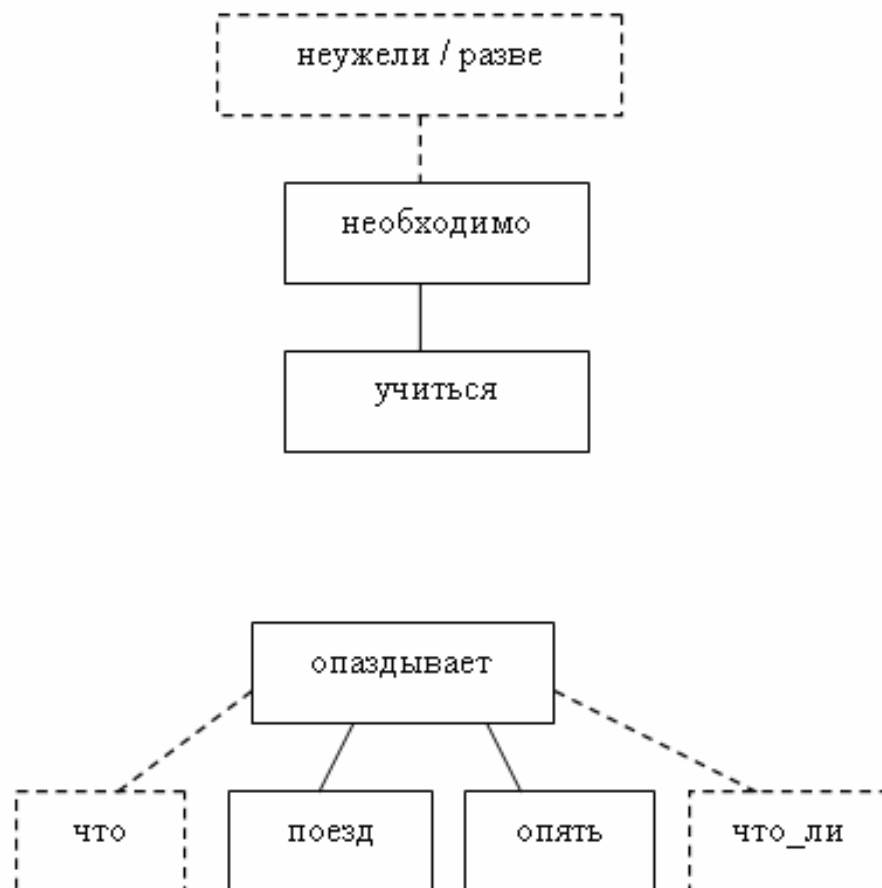 неужели / разве
необходимо
учиться
опаздывает
что поезд опять что_ли